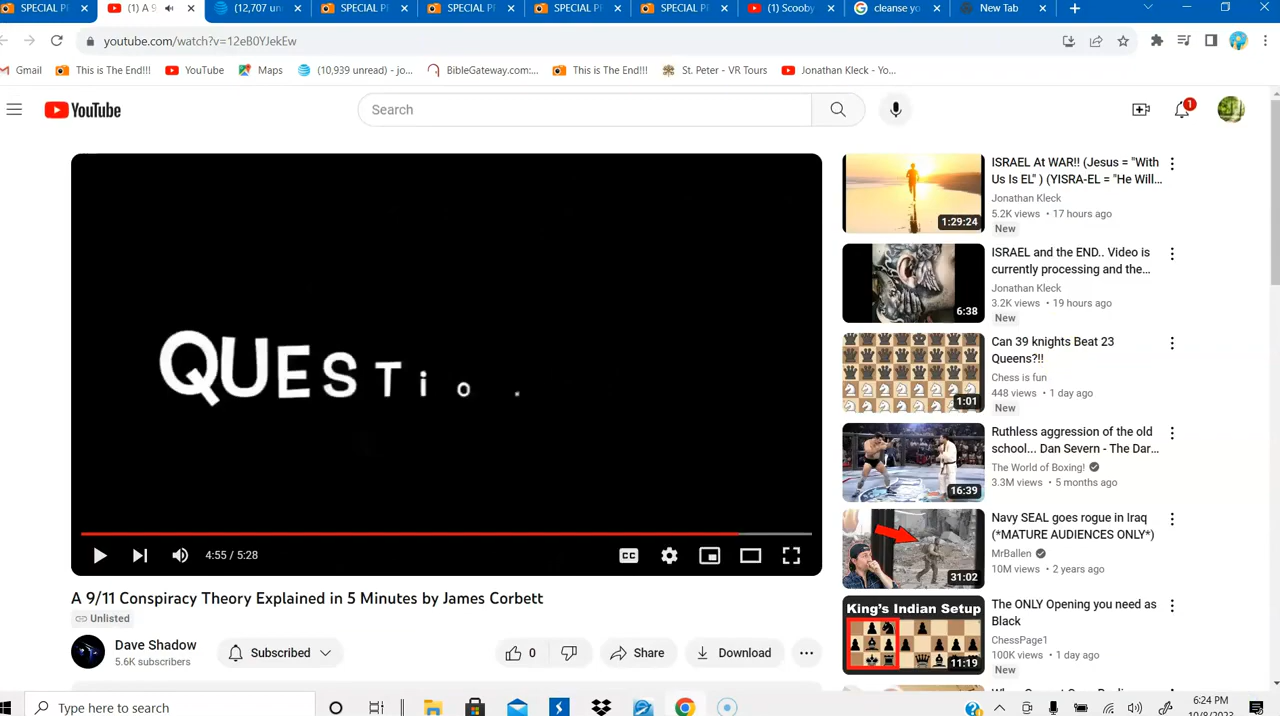 SPECIAL PI
(1) A 9
(12,707 un
SPECIAL PF
SPECIAL PF
SPECIAL PF
SPECIAL PF
(1) Scooby
cleanse yo
New Tab
youtube.com/watch?v=12eB0YJekEw
Gmail
This is The End!!!
YouTube
Maps
(10,939 unread) - jo...
BibleGateway.com:...
This is The End!!!
St. Peter - VR Tours
Jonathan Kleck - Yo...
YouTube
Search
1
QUESTio
4:55 / 5:28
CC
A 9/11 Conspiracy Theory Explained in 5 Minutes by James Corbett
Unlisted
Dave Shadow
5.6K subscribers
Subscribed
0
Share
Download
1:29:24
ISRAEL At WAR!! (Jesus = "With
Us Is EL" ) (YISRA-EL = "He Will...
Jonathan Kleck
5.2K views • 17 hours ago
New
6:38
ISRAEL and the END.. Video is
currently processing and the...
Jonathan Kleck
3.2K views • 19 hours ago
New
1:01
Can 39 knights Beat 23
Queens?!!
Chess is fun
448 views • 1 day ago
New
16:39
Ruthless aggression of the old
school... Dan Severn - The Dar...
The World of Boxing!
3.3M views • 5 months ago
31:02
Navy SEAL goes rogue in Iraq
(*MATURE AUDIENCES ONLY*)
MrBallen
10M views • 2 years ago
King's Indian Setup
11:19
The ONLY Opening you need as
Black
ChessPage1
100K views • 1 day ago
New
Type here to search
6:24 PM